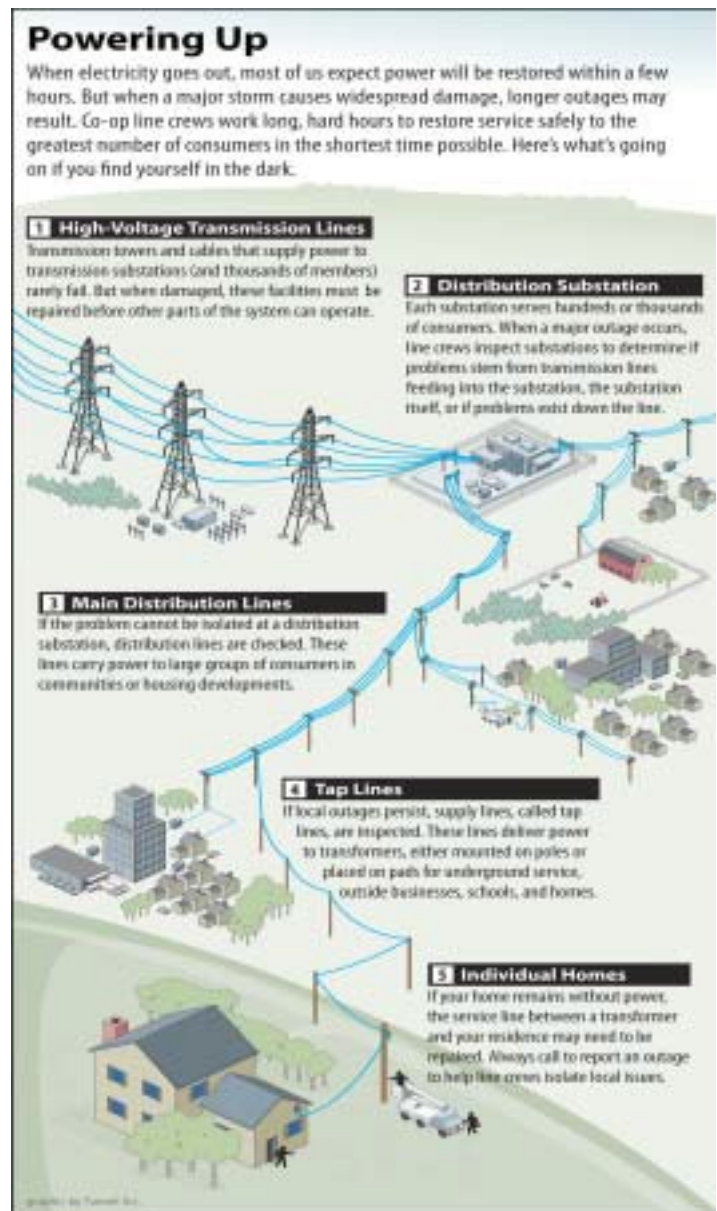 Powering Up
When electricity goes out, most of us expect power will be restored within a few
hours. But when a major storm causes widespread damage, longer outages may
result. Co-op line crews work long, hard hours to restore service safely to the
greatest number of consumers in the shortest time possible. Here's what's going
on if you find yourself in the dark.
1 High-Voltage Transmission Lines
Transmission towers and cables that supply power to
transmission substations (and thousands of members)
rarely fail. But when damaged, these facilities must be
repaired before other parts of the system can operate.
2 Distribution Substation
Each substation serves hundreds or thousands
of consumers. When a major outage occurs,
line crews inspect substations to determine if
problems stem from transmission lines
feeding into the substation, the substation
itself, or if problems exist down the line.
3 Main Distribution Lines
If the problem cannot be isolated at a distribution
substation, distribution lines are checked. These
lines carry power to large groups of consumers in
communities or housing developments.
4 Tap Lines
If local outages persist, supply lines, called tap
lines, are inspected. These lines deliver power
to transformers, either mounted on poles or
placed on pads for underground service,
outside businesses, schools, and homes.
5 Individual Homes
If your home remains without power,
the service line between a transformer
and your residence may need to be
repaired. Always call to report an outage
to help line crews isolate local issues.
graphic by